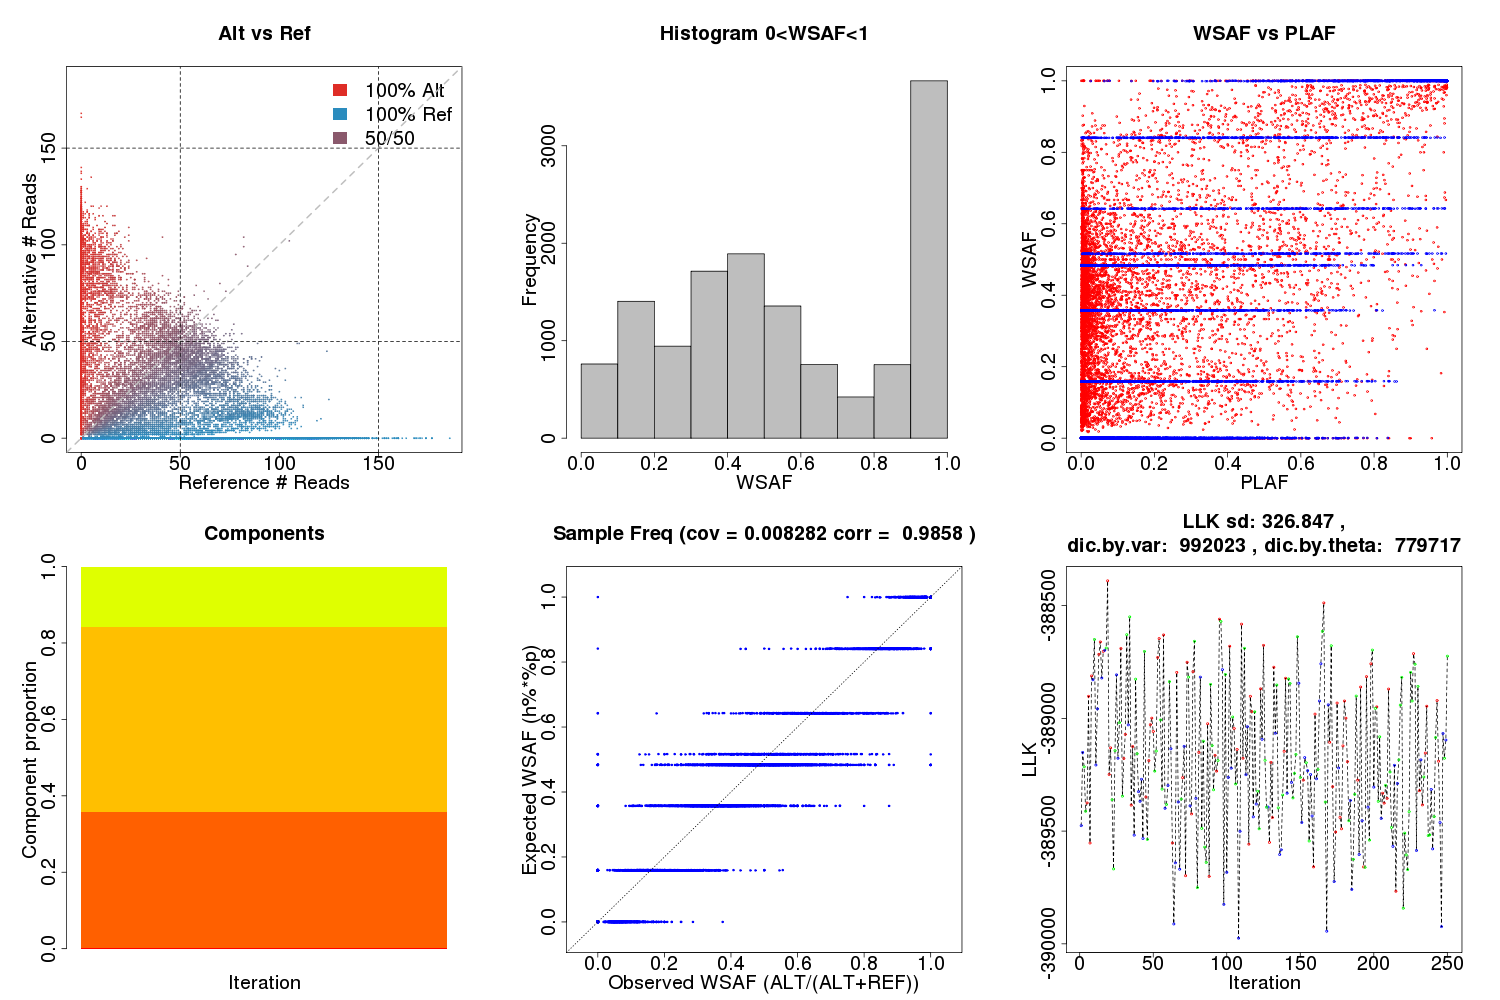 Alt vs Ref
100% Alt
100% Ref
50/50
Alternative # Reads
0 50 100 150
0 50 100 150
Reference # Reads
Histogram 0<WSAF<1
Frequency
0 1000 2000 3000
0.0 0.2 0.4 0.6 0.8 1.0
WSAF
WSAF vs PLAF
WSAF
0.0 0.2 0.4 0.6 0.8 1.0
0.0 0.2 0.4 0.6 0.8 1.0
PLAF
Components
Component proportion
0.0 0.2 0.4 0.6 0.8 1.0
Iteration
Sample Freq (cov = 0.008282 corr = 0.9858 )
Expected WSAF (h%*%p)
0.0 0.2 0.4 0.6 0.8 1.0
0.0 0.2 0.4 0.6 0.8 1.0
Observed WSAF (ALT/(ALT+REF))
LLK sd: 326.847 ,
dic.by.var: 992023 , dic.by.theta: 779717
LLK
-390000 -389500 -389000 -388500
0 50 100 150 200 250
Iteration